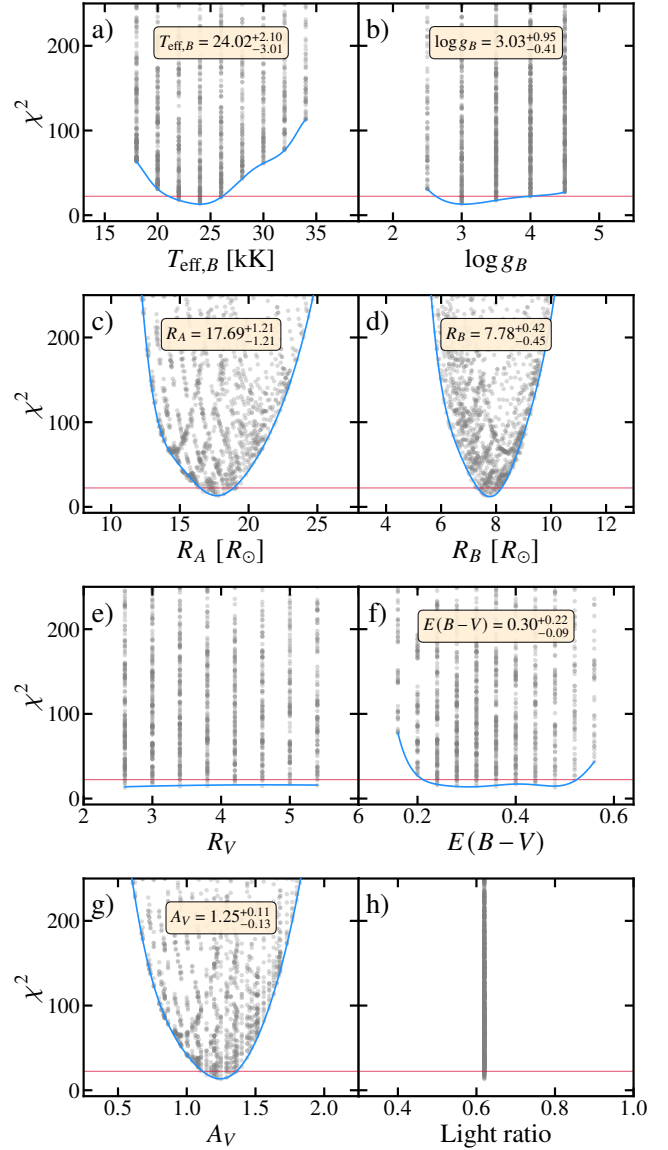 a) T_eff,B = 24.02 +2.10 −3.01
b) log g_B = 3.03 +0.95 −0.41
χ²
200
100
0
15 20 25 30 35
2 3 4 5
T_eff,B [kK]
log g_B
c) R_A = 17.69 +1.21 −1.21
d) R_B = 7.78 +0.42 −0.45
χ²
200
100
0
10 15 20 25
4 6 8 10 12
R_A [R_⊙]
R_B [R_⊙]
e)
f) E(B−V) = 0.30 +0.22 −0.09
χ²
200
100
0
2 3 4 5 6
0.2 0.4 0.6
R_V
E(B−V)
g) A_V = 1.25 +0.11 −0.13
h)
χ²
200
100
0
0.5 1.0 1.5 2.0
0.4 0.6 0.8 1.0
A_V
Light ratio